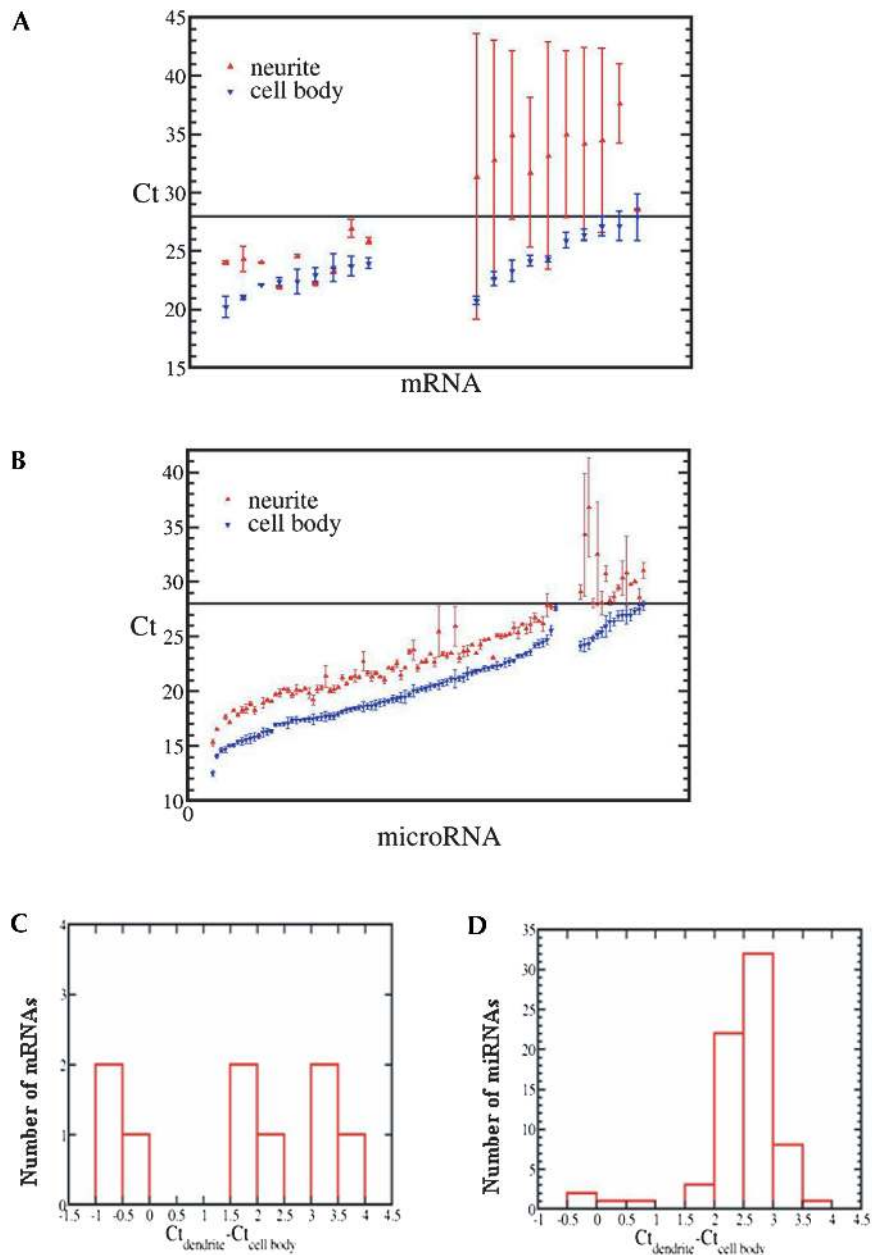 A
45
neurite
cell body
40
35
Ct
30
25
20
15
mRNA
B
40
neurite
cell body
35
30
Ct
25
20
15
10
0
microRNA
C
4
3
Number of mRNAs
2
1
0
-1.5 -1 -0.5 0 0.5 1 1.5 2 2.5 3 3.5 4 4.5
Ctdendrite-Ctcell body
D
35
30
25
Number of miRNAs
20
15
10
5
0
-1 -0.5 0 0.5 1 1.5 2 2.5 3 3.5 4 4.5
Ctdendrite-Ctcell body